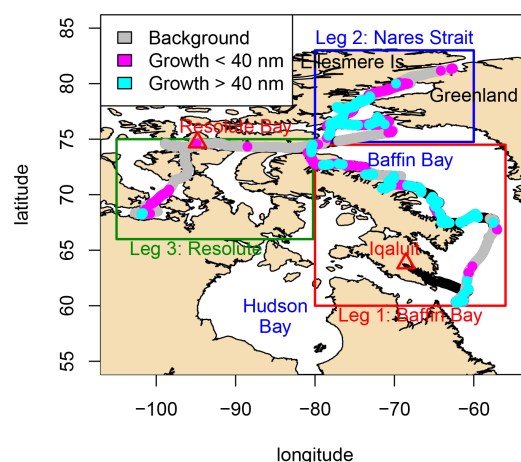 Background
Growth < 40 nm
Growth > 40 nm
Leg 2: Nares Strait
Ellesmere Is
Greenland
Resolute Bay
Baffin Bay
Leg 3: Resolute
Iqaluit
Hudson
Bay
Leg 1: Baffin Bay
latitude
85
80
75
70
65
60
55
−100
−90
−80
−70
−60
longitude